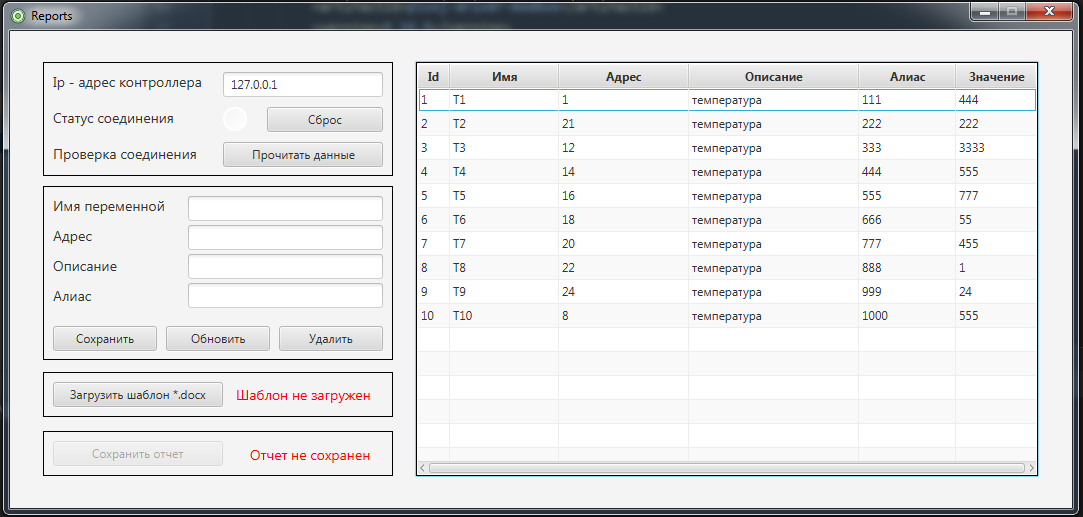 Reports
Ip - адрес контроллера 127.0.0.1
Статус соединения Сброс
Проверка соединения Прочитать данные
Имя переменной
Адрес
Описание
Алиас
Сохранить Обновить Удалить
Загрузить шаблон *.docx Шаблон не загружен
Сохранить отчет Отчет не сохранен
Id Имя Адрес Описание Алиас Значение
1 T1 1 температура 111 444
2 T2 21 температура 222 222
3 T3 12 температура 333 3333
4 T4 14 температура 444 555
5 T5 16 температура 555 777
6 T6 18 температура 666 55
7 T7 20 температура 777 455
8 T8 22 температура 888 1
9 T9 24 температура 999 24
10 T10 8 температура 1000 555